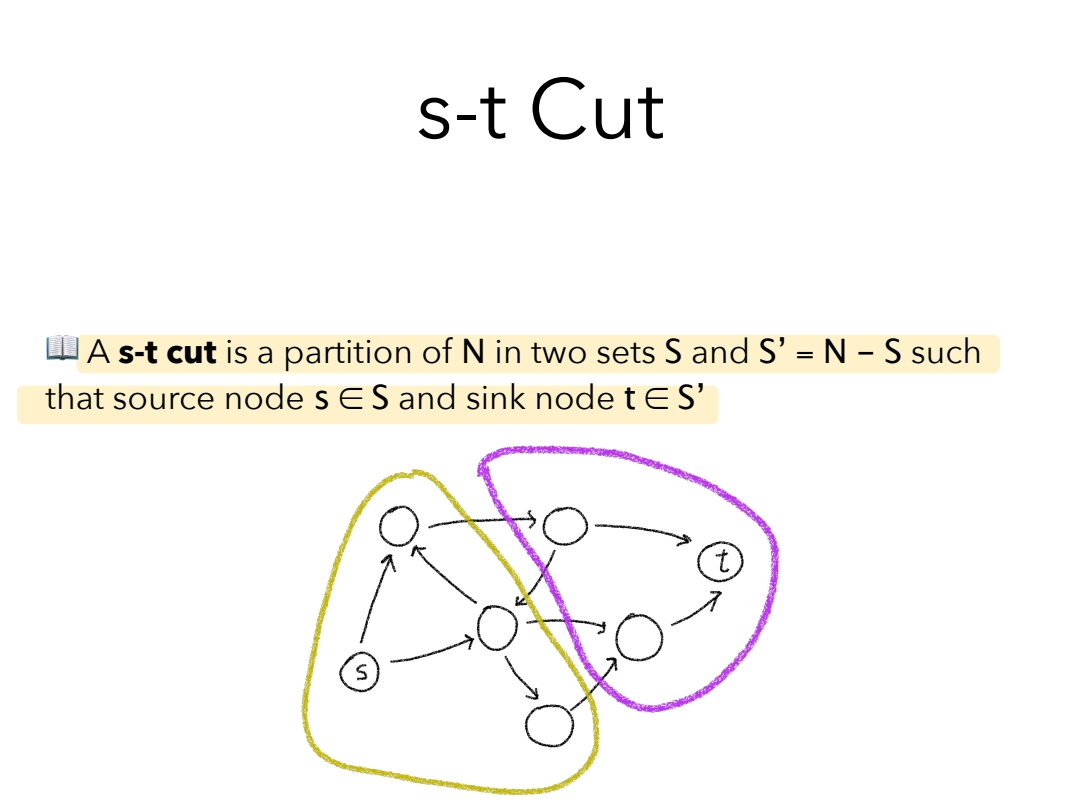 s-t Cut
📖 A s-t cut is a partition of N in two sets S and S’ = N – S such
that source node s ∈ S and sink node t ∈ S’
t
s